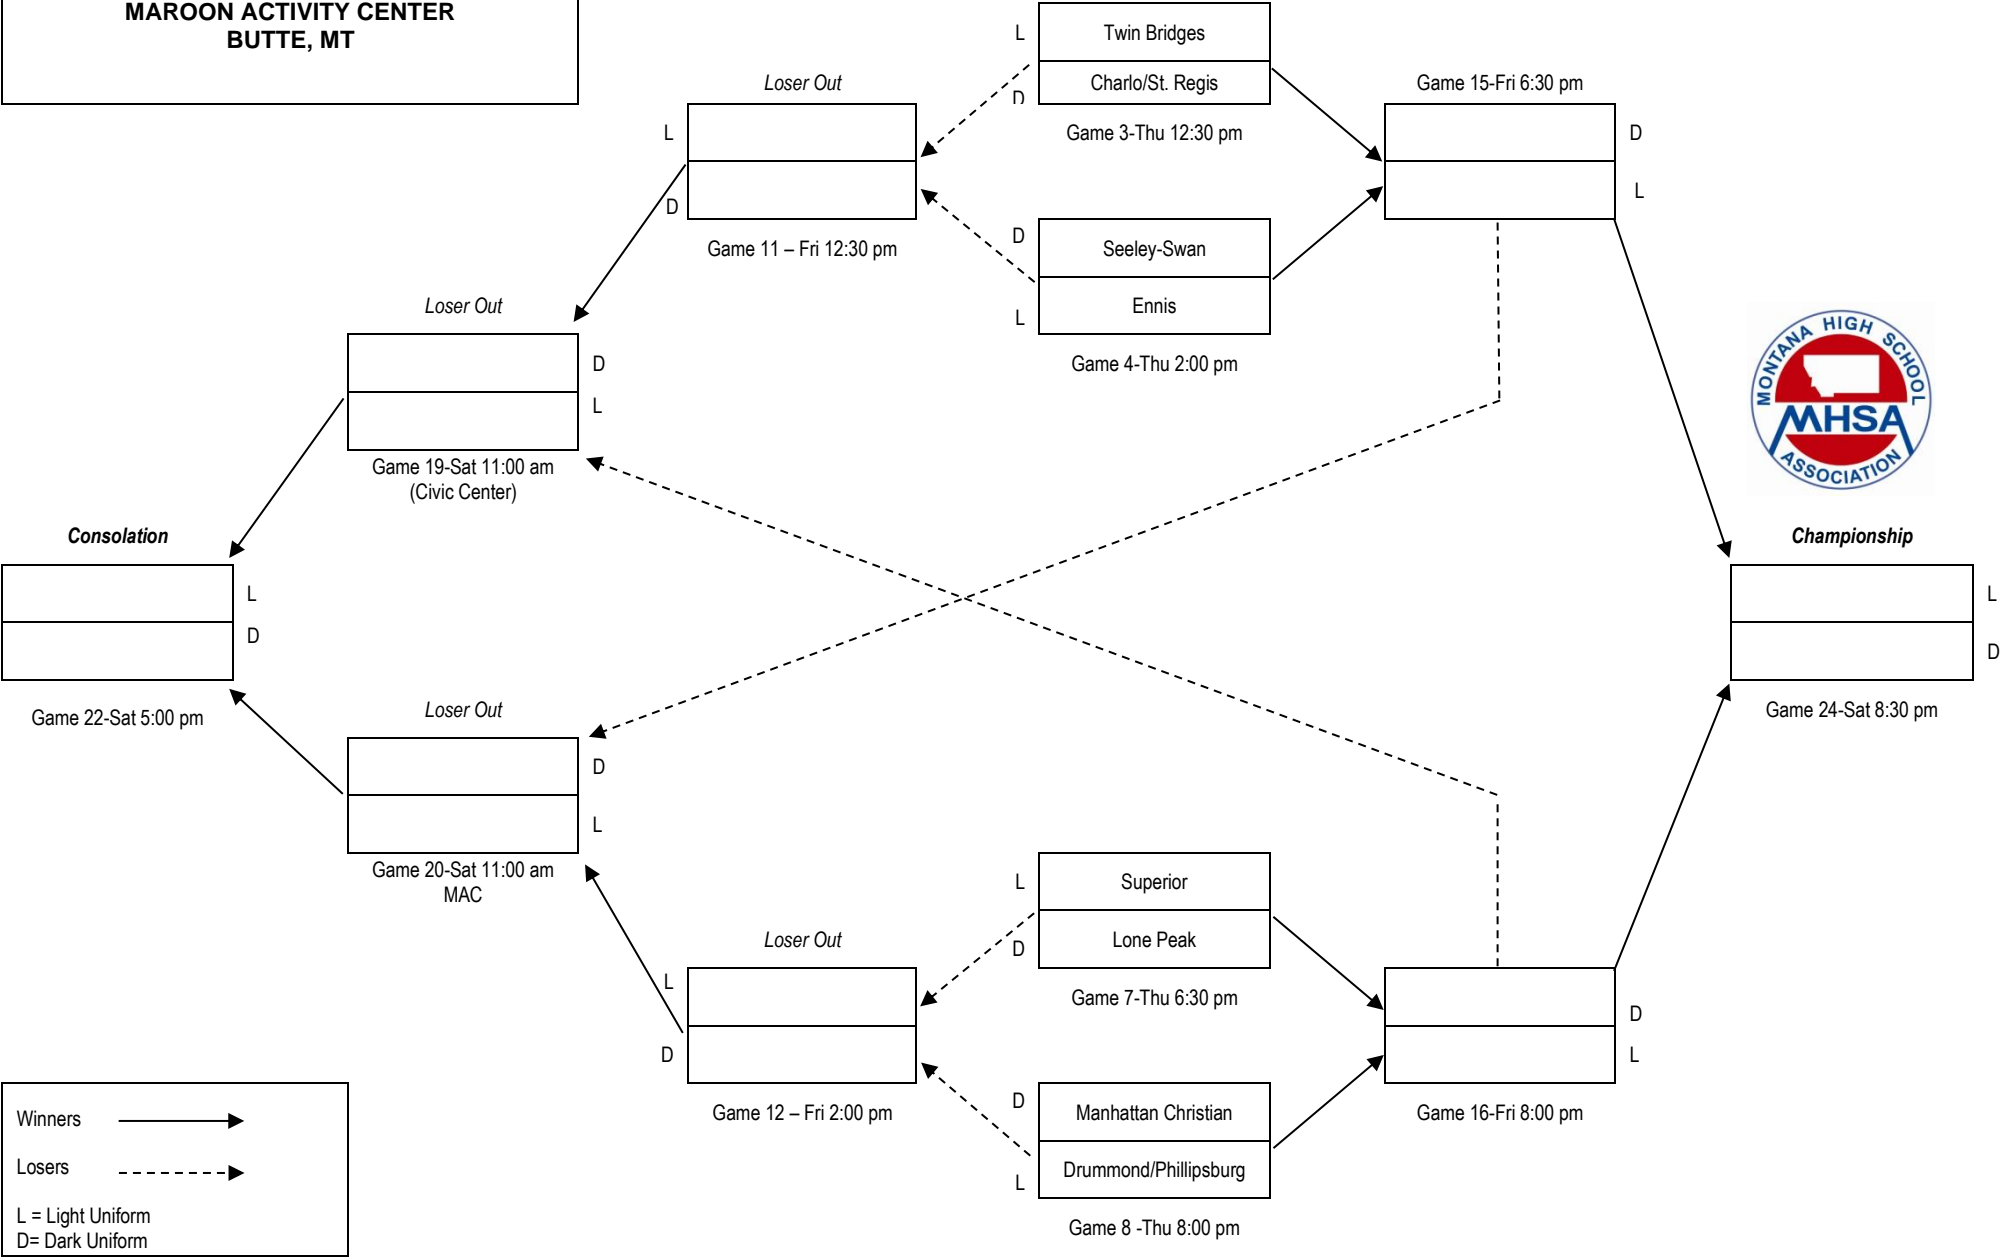 MAROON ACTIVITY CENTER
BUTTE, MT
L
Twin Bridges
Loser Out
D
Charlo/St. Regis
Game 15-Fri 6:30 pm
L
Game 3-Thu 12:30 pm
D
D
Game 11 – Fri 12:30 pm
D
Seeley-Swan
L
Loser Out
L
Ennis
D
Game 4-Thu 2:00 pm
L
Game 19-Sat 11:00 am
(Civic Center)
MONTANA HIGH SCHOOL
MHSA
ASSOCIATION
Consolation
Championship
L
L
D
D
Game 22-Sat 5:00 pm
Loser Out
Game 24-Sat 8:30 pm
D
L
Game 20-Sat 11:00 am
MAC
L
Superior
Loser Out
D
Lone Peak
L
Game 7-Thu 6:30 pm
D
D
L
Game 12 – Fri 2:00 pm
D
Manhattan Christian
Game 16-Fri 8:00 pm
L
Drummond/Phillipsburg
Game 8 -Thu 8:00 pm
Winners
Losers
L = Light Uniform
D= Dark Uniform